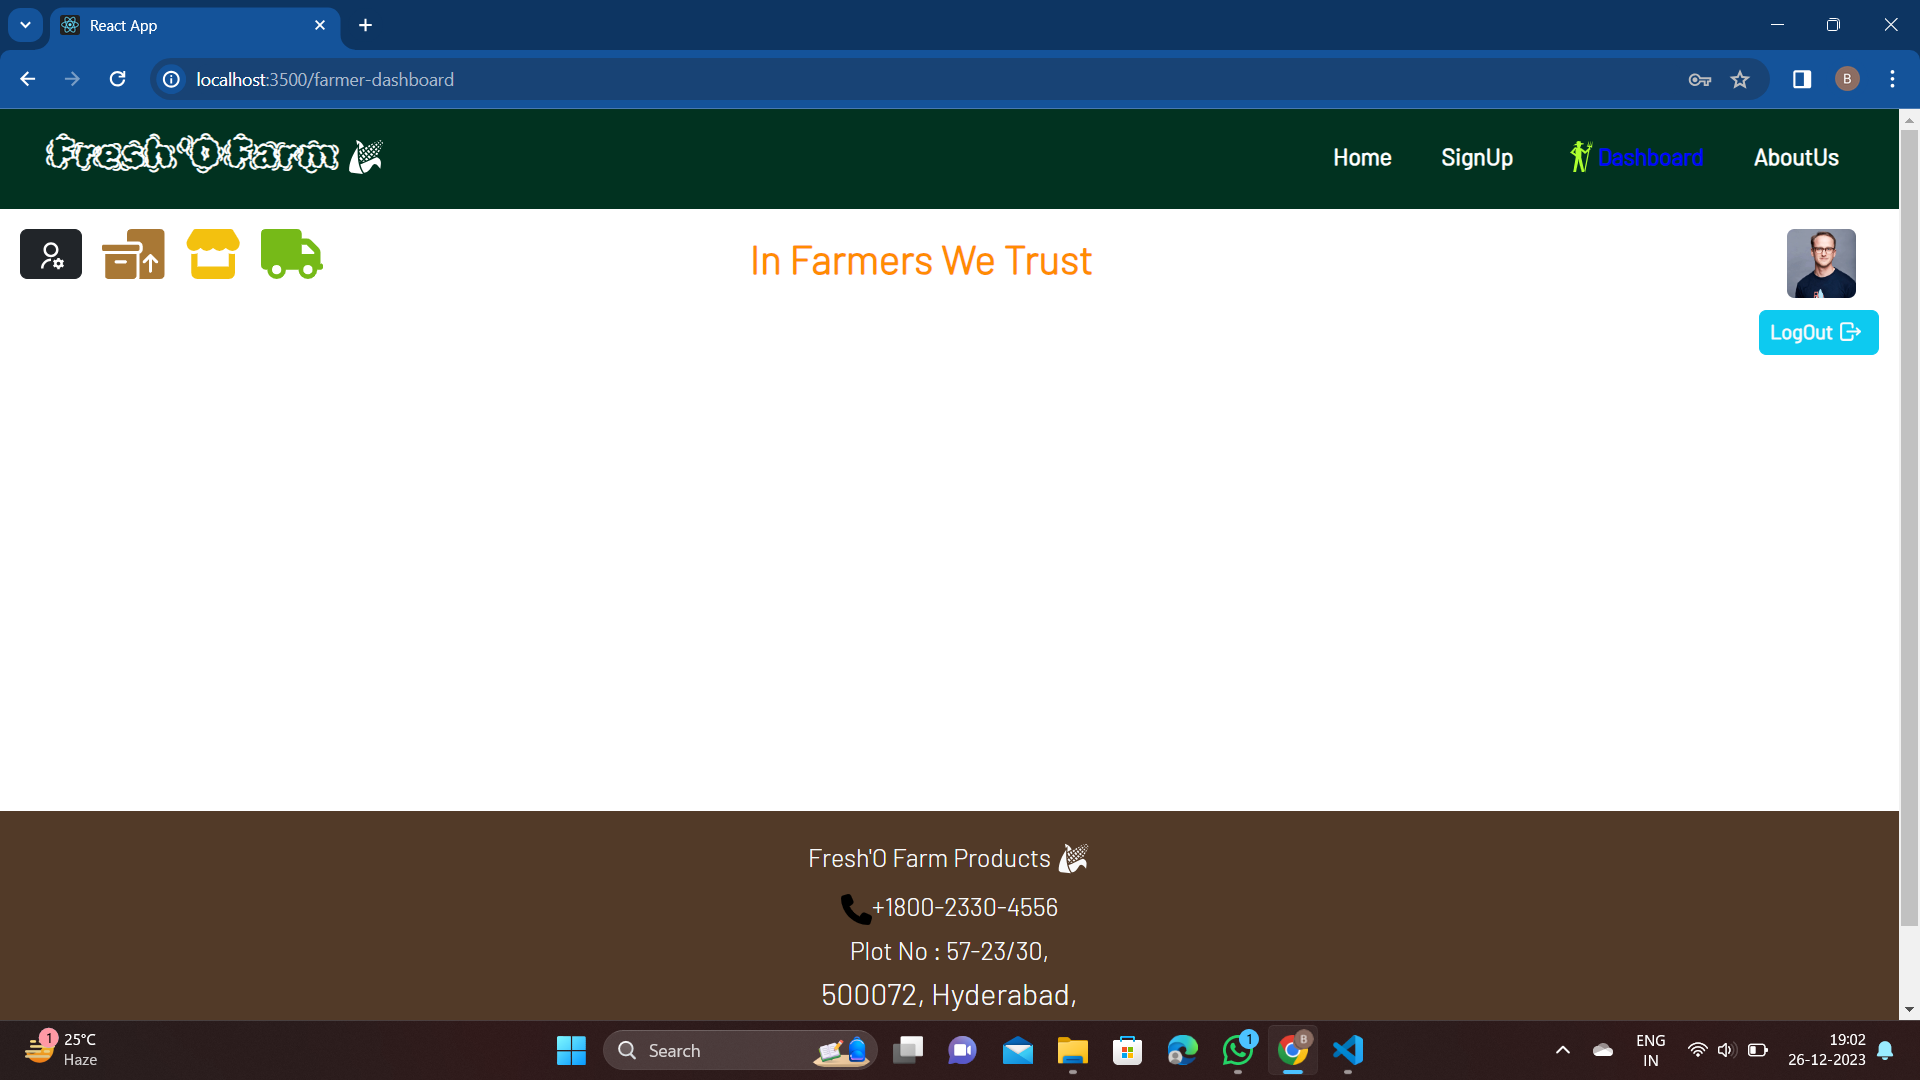 React App
localhost:3500/farmer-dashboard
B
Fresh'O Farm
Home
SignUp
Dashboard
AboutUs
In Farmers We Trust
LogOut
Fresh'O Farm Products
+1800-2330-4556
Plot No : 57-23/30,
500072, Hyderabad,
1
25°C
Haze
Search
1
B
ENG
IN
19:02
26-12-2023